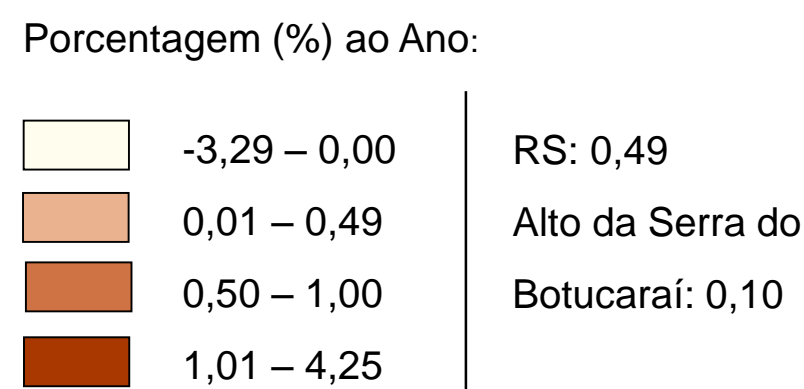 Porcentagem (%) ao Ano:
-3,29 – 0,00
0,01 – 0,49
0,50 – 1,00
1,01 – 4,25
RS: 0,49
Alto da Serra do
Botucaraí: 0,10